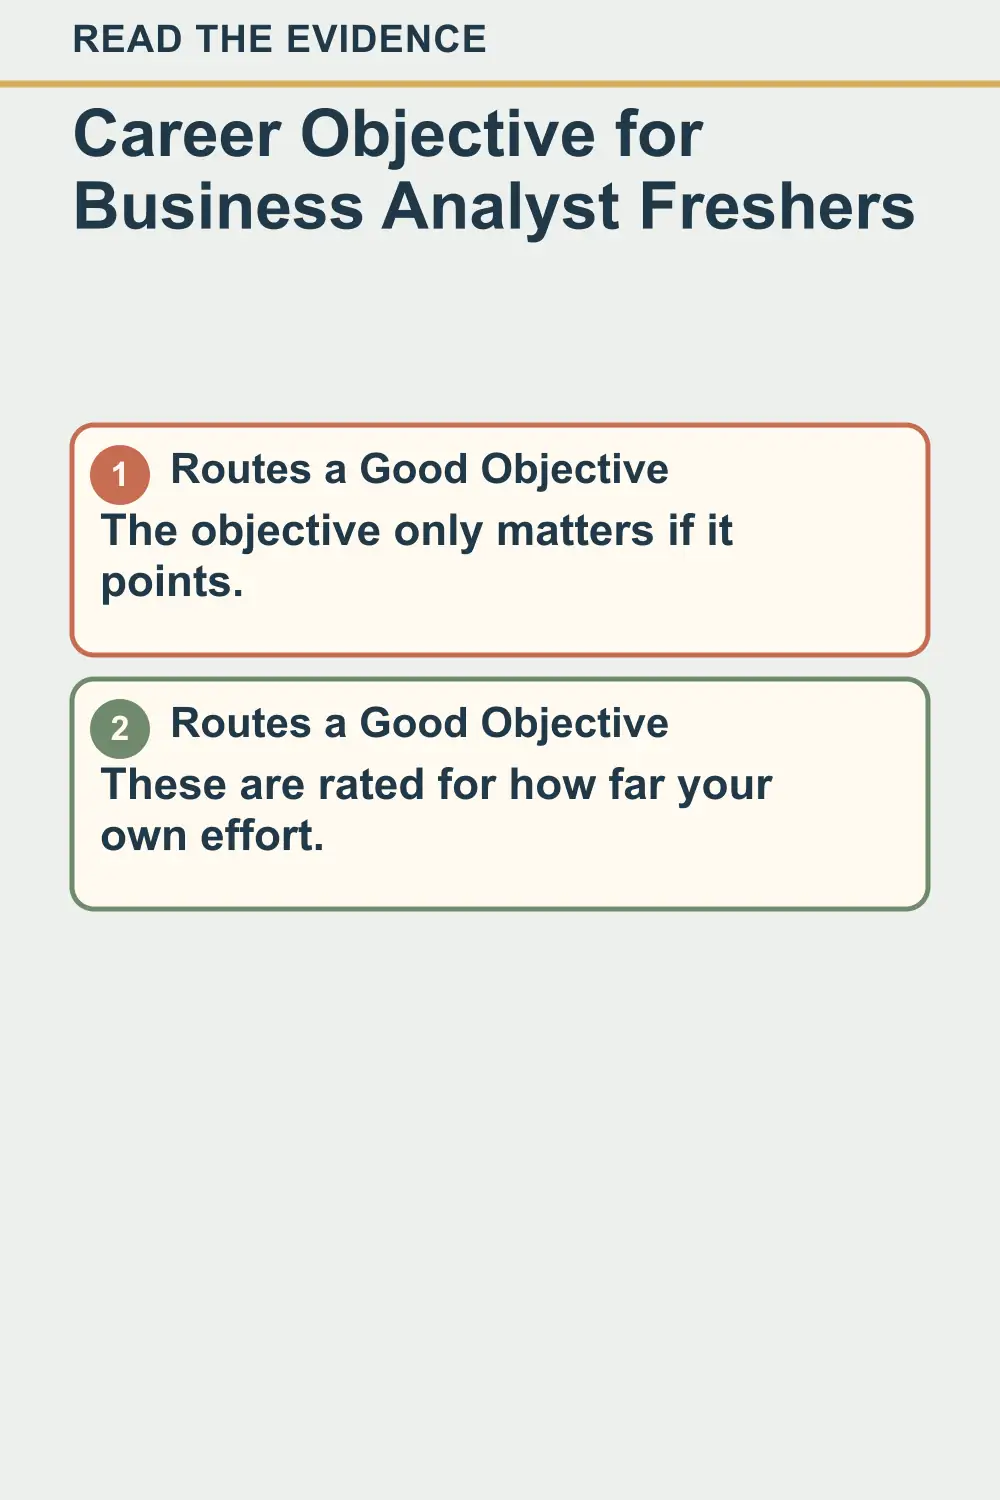 READ THE EVIDENCE
Career Objective for
Business Analyst Freshers
1 Routes a Good Objective
The objective only matters if it
points.
2 Routes a Good Objective
These are rated for how far your
own effort.